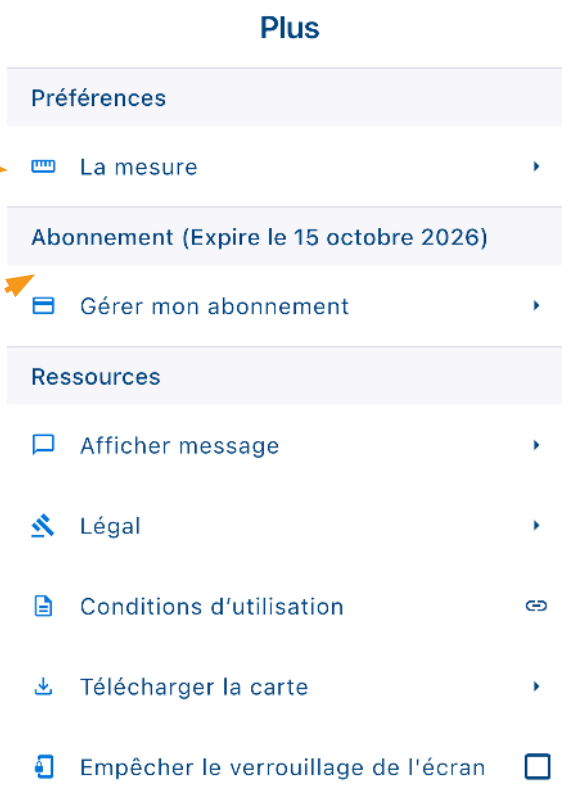 Plus
Préférences
La mesure
Abonnement (Expire le 15 octobre 2026)
Gérer mon abonnement
Ressources
Afficher message
Légal
Conditions d’utilisation
Télécharger la carte
Empêcher le verrouillage de l'écran